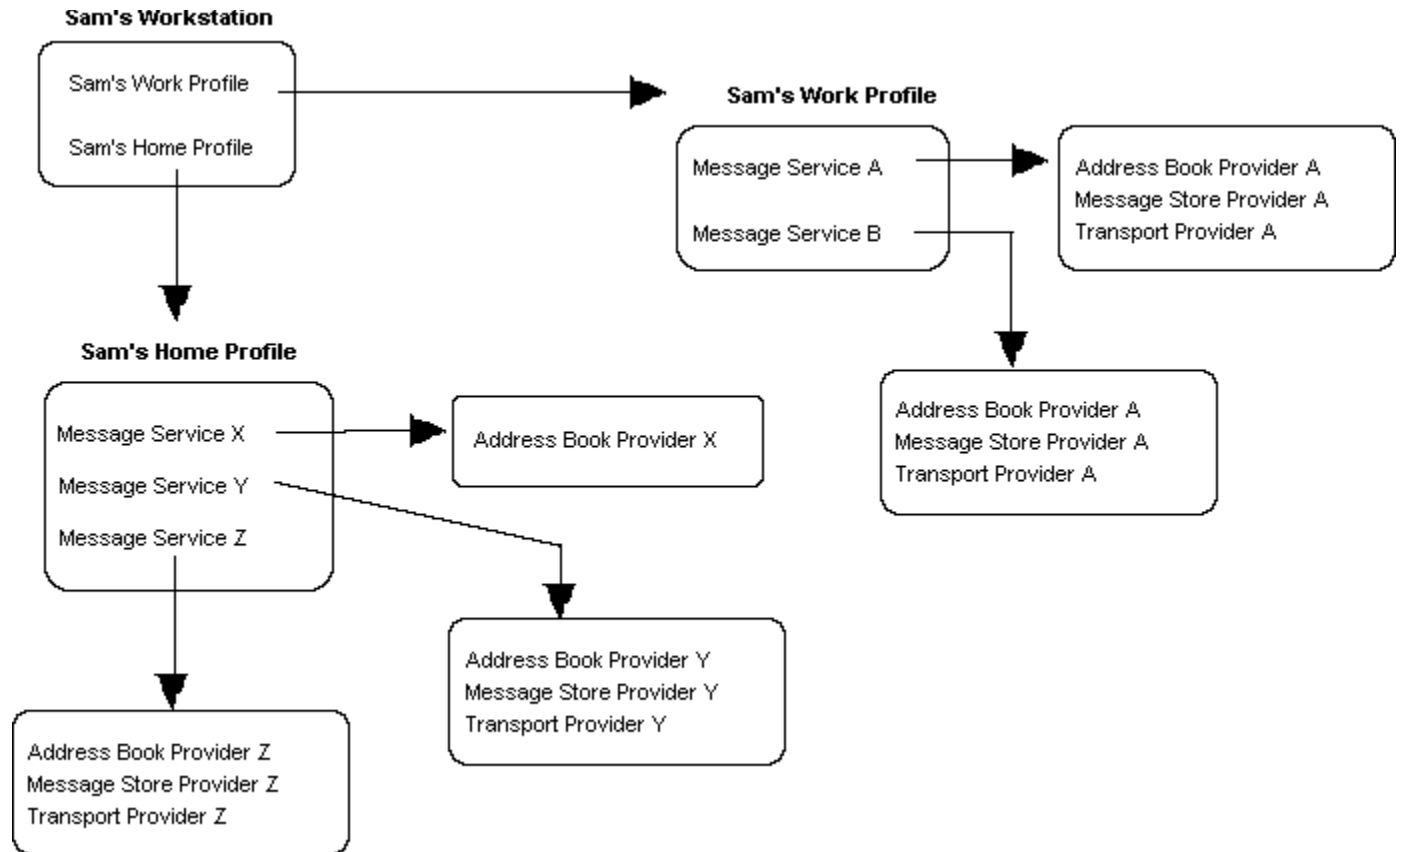 Sam's Workstation
Sam's Work Profile
Sam's Home Profile
Sam's Work Profile
Message Service A
Message Service B
Address Book Provider A
Message Store Provider A
Transport Provider A
Address Book Provider A
Message Store Provider A
Transport Provider A
Sam's Home Profile
Message Service X
Message Service Y
Message Service Z
Address Book Provider X
Address Book Provider Y
Message Store Provider Y
Transport Provider Y
Address Book Provider Z
Message Store Provider Z
Transport Provider Z